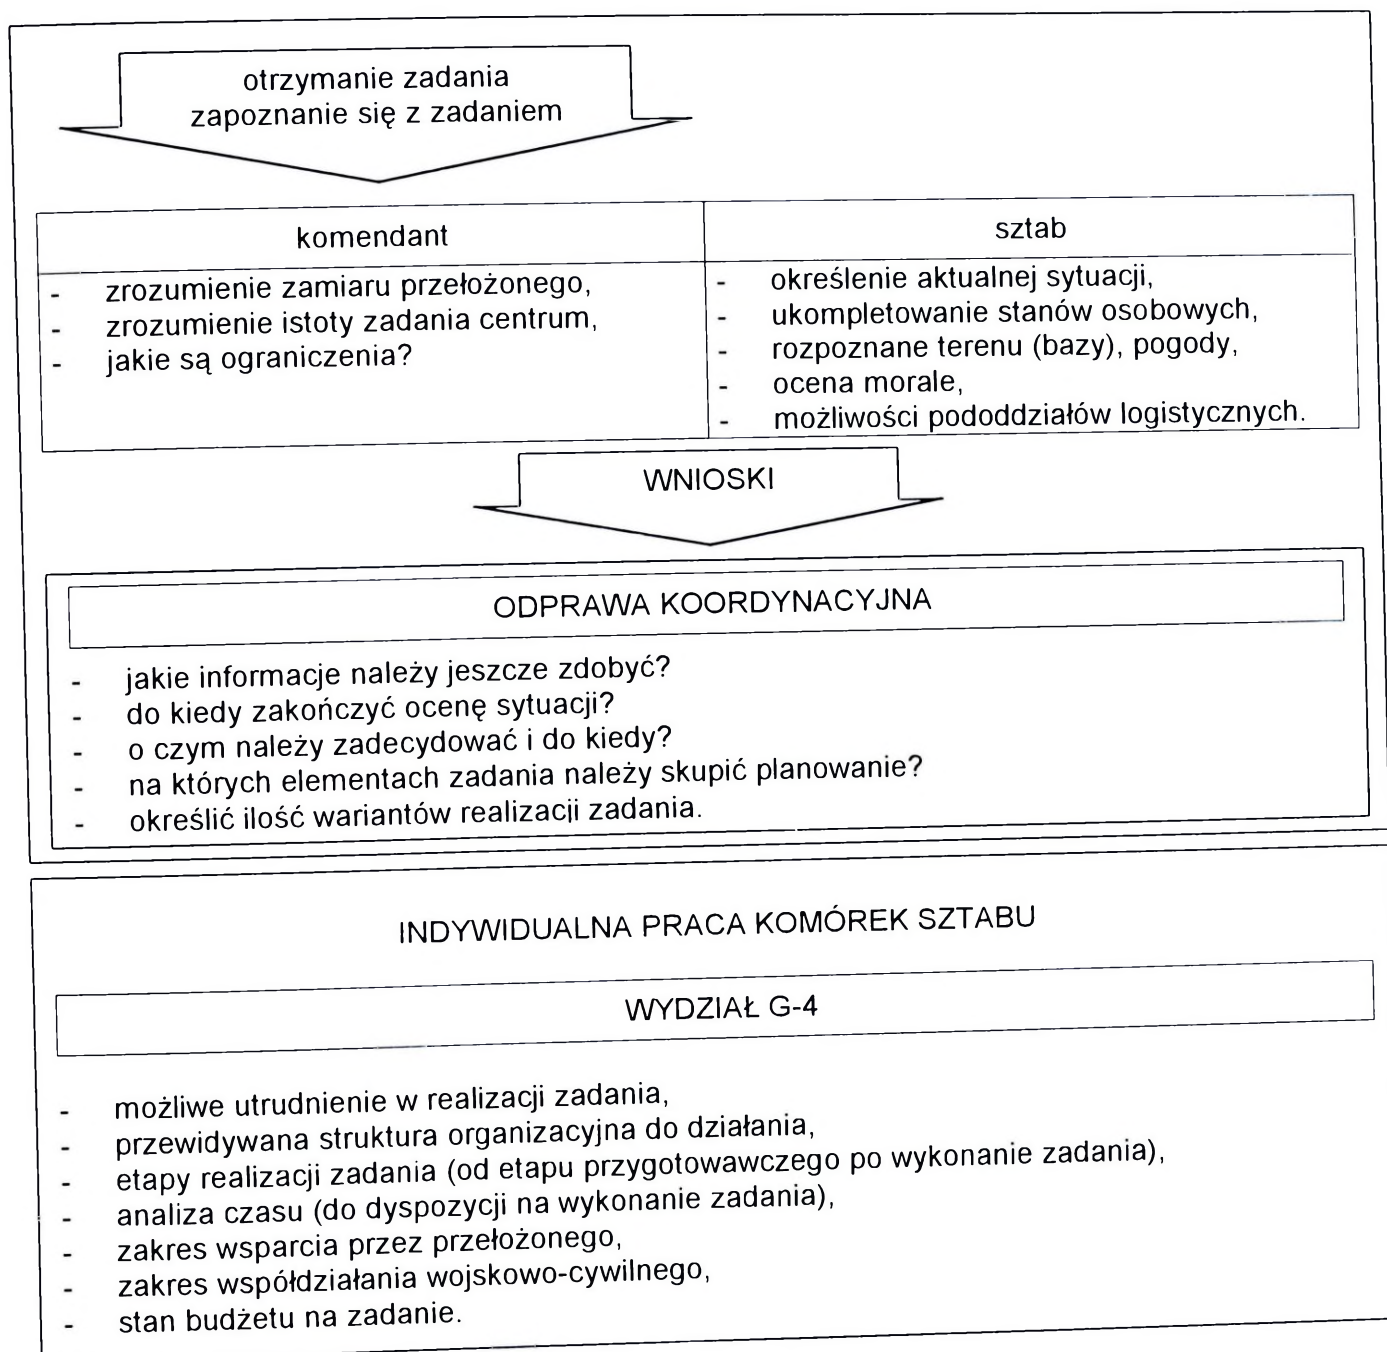 otrzymanie zadania
zapoznanie się z zadaniem
komendant
- zrozumienie zamiaru przełożonego,
- zrozumienie istoty zadania centrum,
- jakie są ograniczenia?
sztab
- określenie aktualnej sytuacji,
- ukompletowanie stanów osobowych,
- rozpoznane terenu (bazy), pogody,
- ocena morale,
- możliwości pododdziałów logistycznych.
WNIOSKI
ODPRAWA KOORDYNACYJNA
- jakie informacje należy jeszcze zdobyć?
- do kiedy zakończyć ocenę sytuacji?
- o czym należy zadecydować i do kiedy?
- na których elementach zadania należy skupić planowanie?
- określić ilość wariantów realizacji zadania.
INDYWIDUALNA PRACA KOMÓREK SZTABU
WYDZIAŁ G-4
- możliwe utrudnienie w realizacji zadania,
- przewidywana struktura organizacyjna do działania,
- etapy realizacji zadania (od etapu przygotowawczego po wykonanie zadania),
- analiza czasu (do dyspozycji na wykonanie zadania),
- zakres wsparcia przez przełożonego,
- zakres współdziałania wojskowo-cywilnego,
- stan budżetu na zadanie.